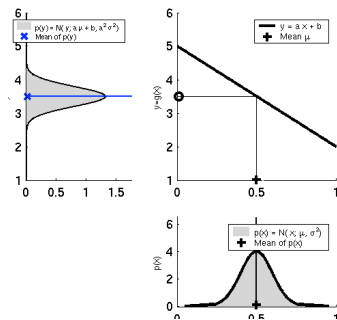 p(y) = N( y; a μ + b, a² σ²)
Mean of p(y)
6
5
4
3
2
1
0 0.5 1 1.5
y = a x + b
Mean μ
y=g(x)
6
5
4
3
2
1
0 0.5 1
p(x) = N( x; μ, σ²)
Mean of p(x)
p(x)
6
4
2
0
0 0.5 1